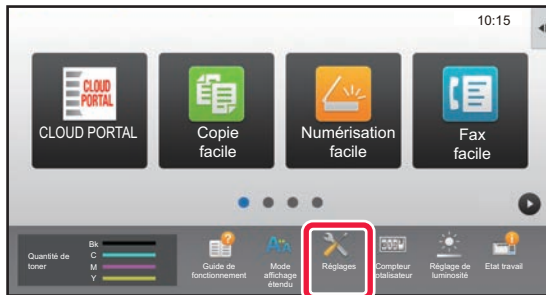 10:15
CLOUD
PORTAL
CLOUD PORTAL
Copie
facile
Numérisation
facile
Fax
facile
Quantité de
toner
Bk
C
M
Y
Guide de
fonctionnement
Mode
affichage
étendu
Réglages
Compteur
totalisateur
Réglage de
luminosité
Etat travail